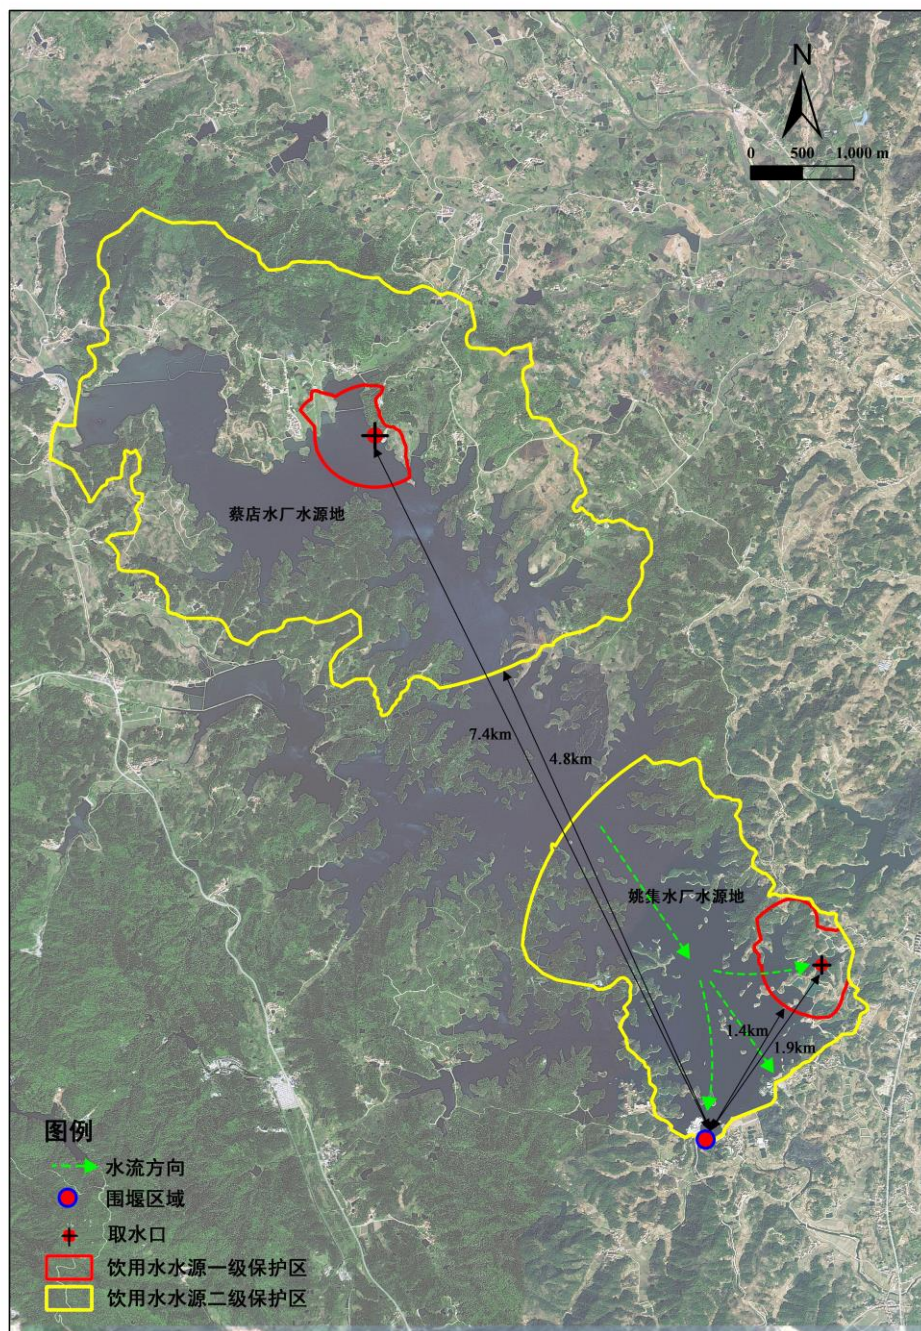 N
0 500 1,000 m
蔡店水厂水源地
7.4km
4.8km
姚集水厂水源地
1.4km
1.9km
图例
水流方向
围堰区域
取水口
饮用水水源一级保护区
饮用水水源二级保护区